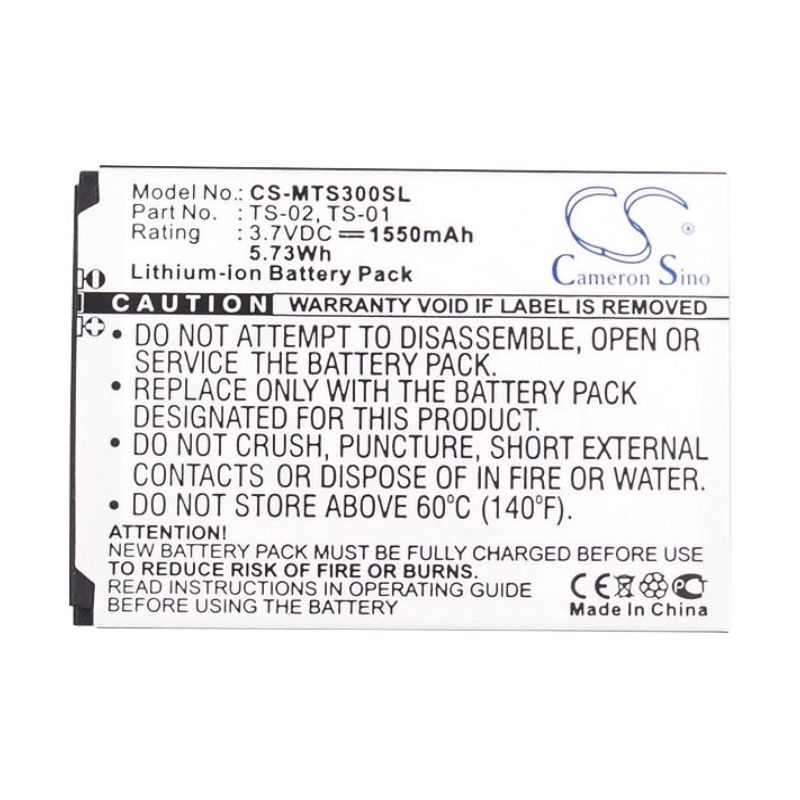 Model No.: CS-MTS300SL
Part No. : TS-02, TS-01
Rating : 3.7VDC 1550mAh
5.73Wh
Lithium-ion Battery Pack
CS
Cameron Sino
CAUTION WARRANTY VOID IF LABEL IS REMOVED
• DO NOT ATTEMPT TO DISASSEMBLE, OPEN OR
SERVICE THE BATTERY PACK.
• REPLACE ONLY WITH THE BATTERY PACK
DESIGNATED FOR THIS PRODUCT.
• DO NOT CRUSH, PUNCTURE, SHORT EXTERNAL
CONTACTS OR DISPOSE OF IN FIRE OR WATER.
• DO NOT STORE ABOVE 60°C (140°F).
ATTENTION!
NEW BATTERY PACK MUST BE FULLY CHARGED BEFORE USE
TO REDUCE RISK OF FIRE OR BURNS.
READ INSTRUCTIONS IN OPERATING GUIDE
BEFORE INSTALLATION.
CE
Made In China